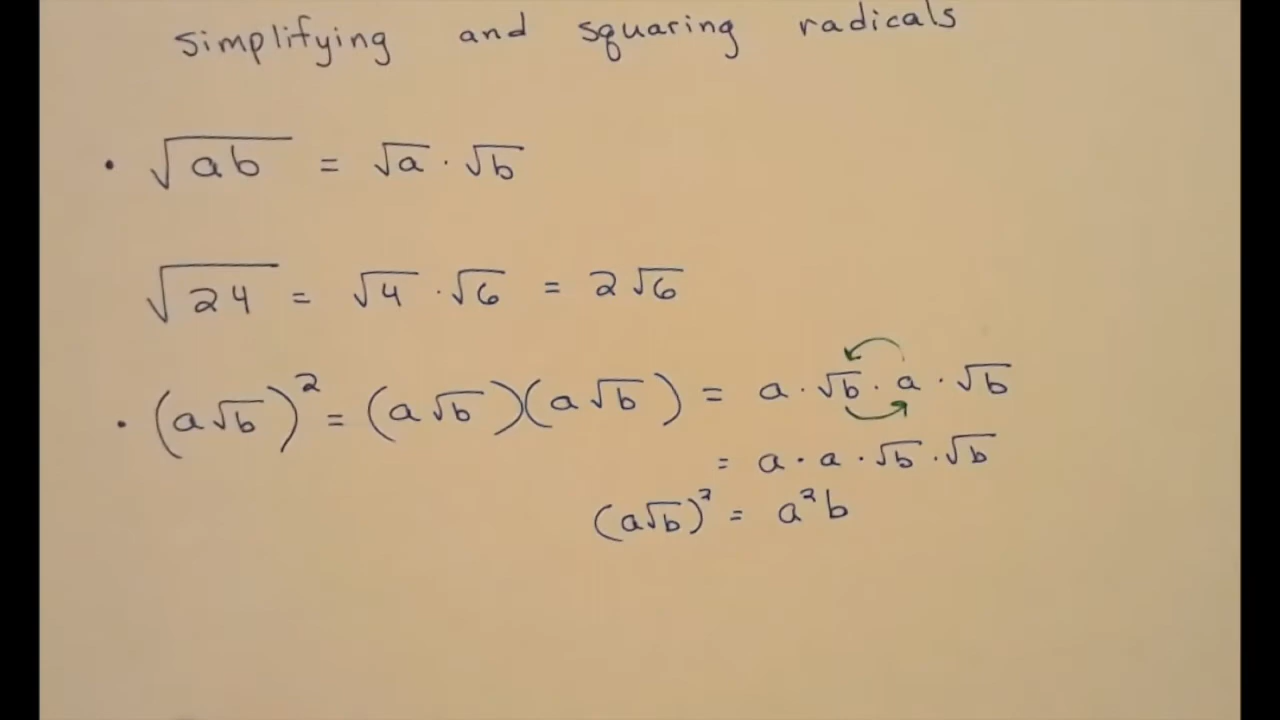 simplifying and squaring radicals
• √ab = √a · √b
√24 = √4 · √6 = 2√6
• (a√b)² = (a√b)(a√b) = a · √b · a · √b
= a · a · √b · √b
(a√b)² = a²b